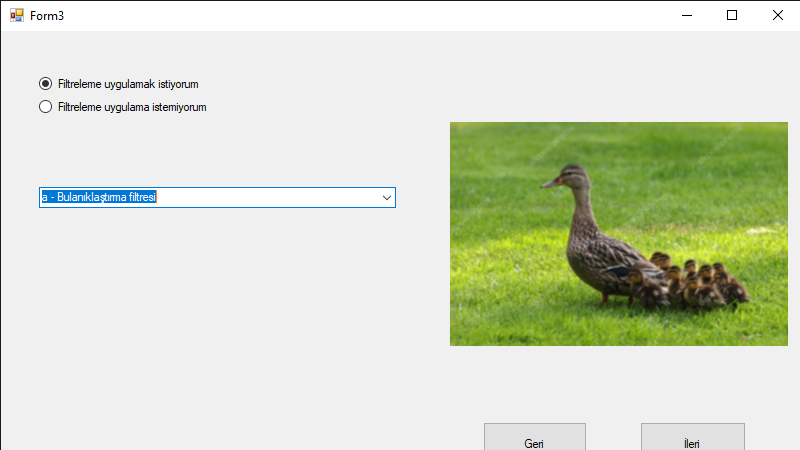 Form3
Filtreleme uygulamak istiyorum
Filtreleme uygulama istemiyorum
a - Bulanıklaştırma filtresi
Geri
İleri